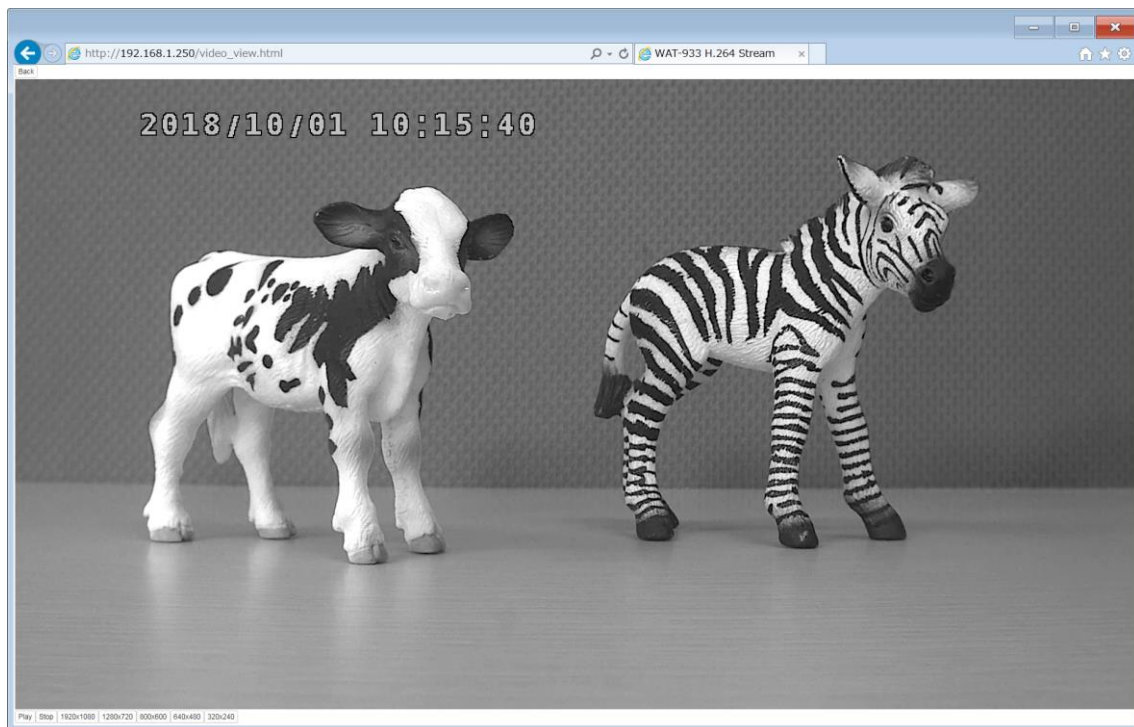 http://192.168.1.250/video_view.html
WAT-933 H.264 Stream
Back
2018/10/01 10:15:40
Play Stop 1920x1080 1280x720 800x600 640x480 320x240